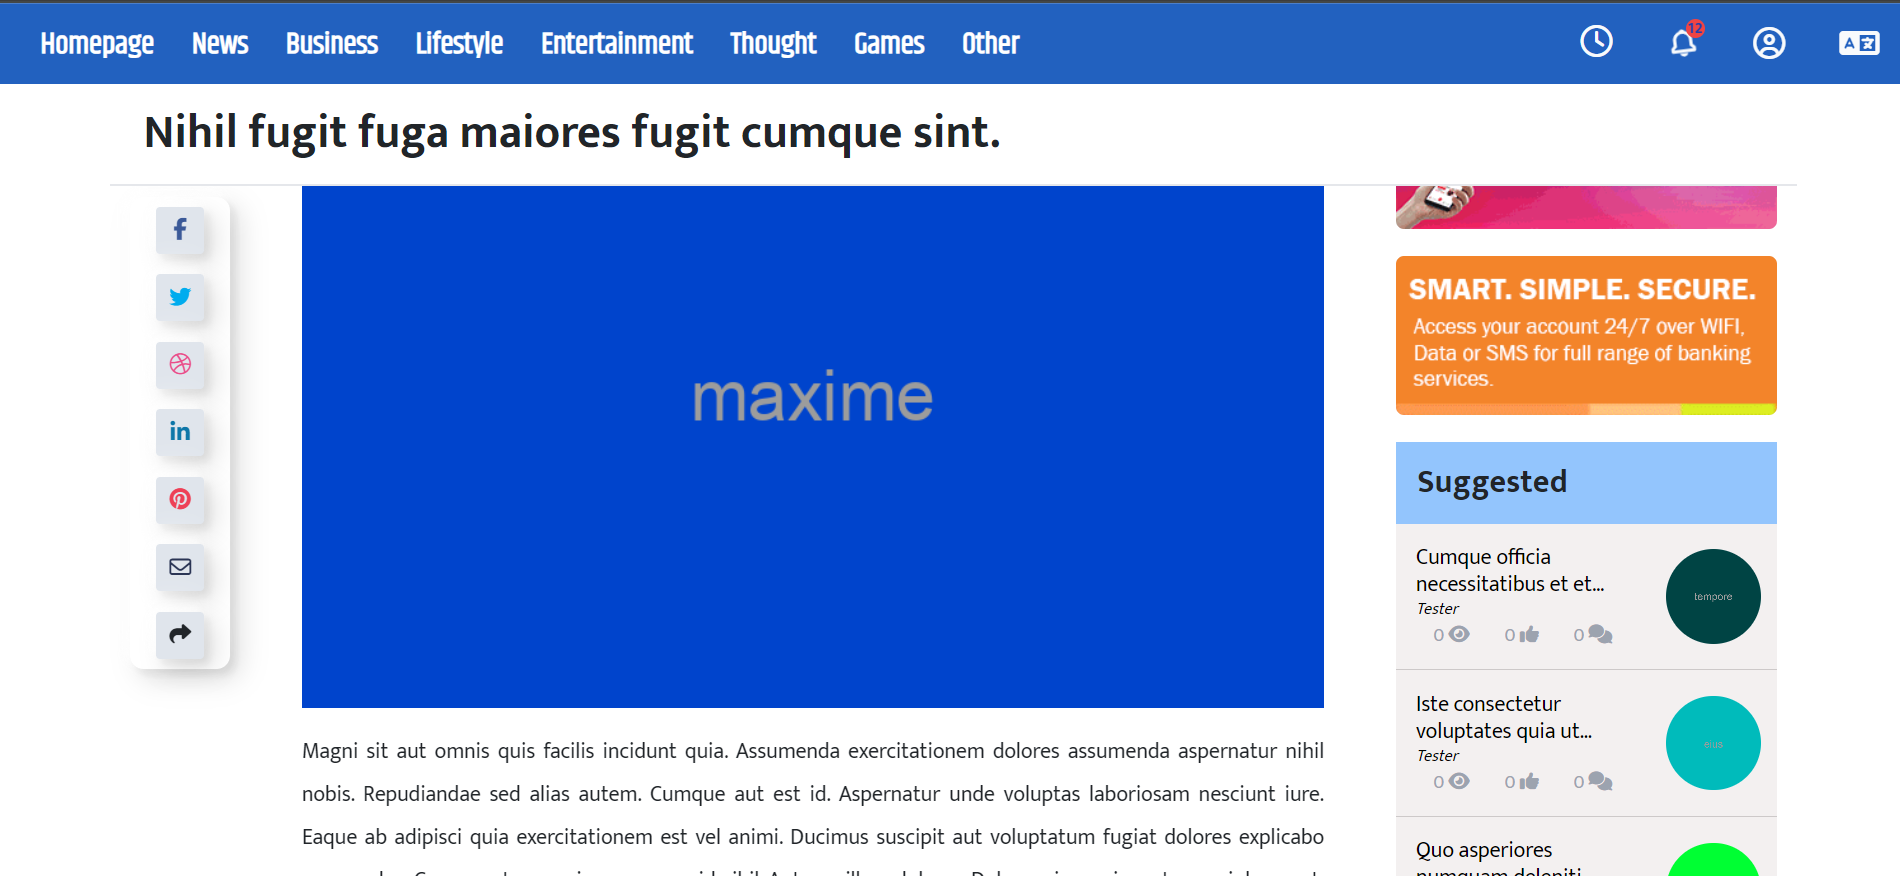 Homepage News Business Lifestyle Entertainment Thought Games Other
12
A
Nihil fugit fuga maiores fugit cumque sint.
maxime
Magni sit aut omnis quis facilis incidunt quia. Assumenda exercitationem dolores assumenda aspernatur nihil
nobis. Repudiandae sed alias autem. Cumque aut est id. Aspernatur unde voluptas laboriosam nesciunt iure.
Eaque ab adipisci quia exercitationem est vel animi. Ducimus suscipit aut voluptatum fugiat dolores explicabo
SMART. SIMPLE. SECURE.
Access your account 24/7 over WIFI,
Data or SMS for full range of banking
services.
Suggested
Cumque officia
necessitatibus et et...
Tester
0 0 0
tempore
Iste consectetur
voluptates quia ut...
Tester
0 0 0
eius
Quo asperiores
numquam deleniti